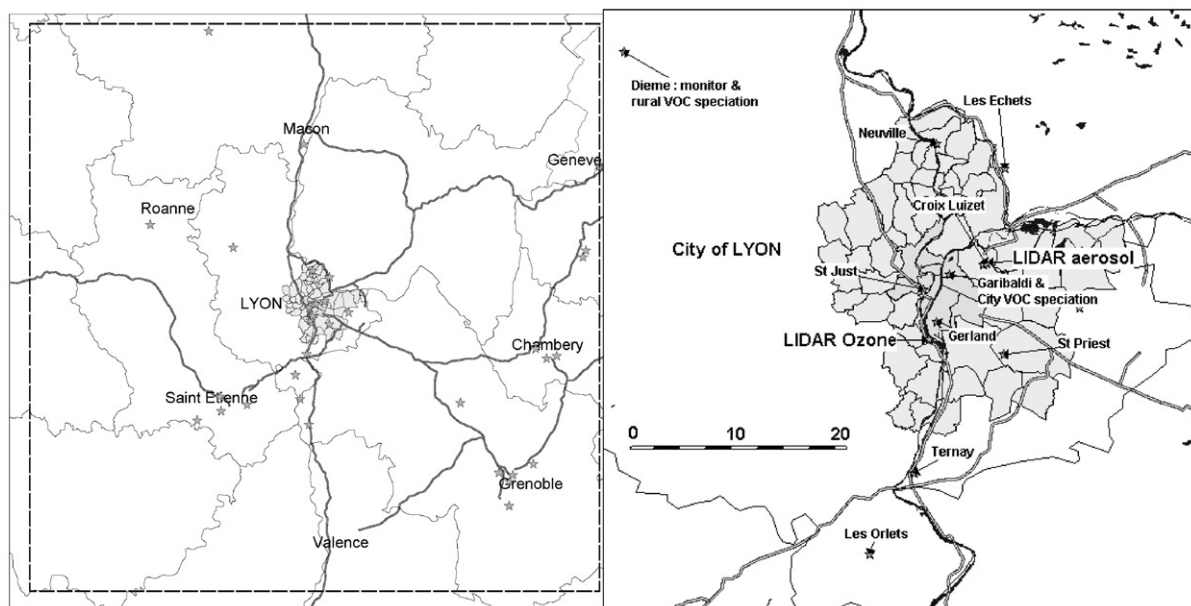 Macon
Geneve
Roanne
LYON
Chambery
Saint Etienne
Grenoble
Valence
Dieme : monitor &
rural VOC speciation
Les Echets
Neuville
Croix Luizet
City of LYON
LIDAR aerosol
St Just
Garibaldi &
City VOC speciation
LIDAR Ozone
Gerland
St Priest
0 10 20
Ternay
Les Orlets